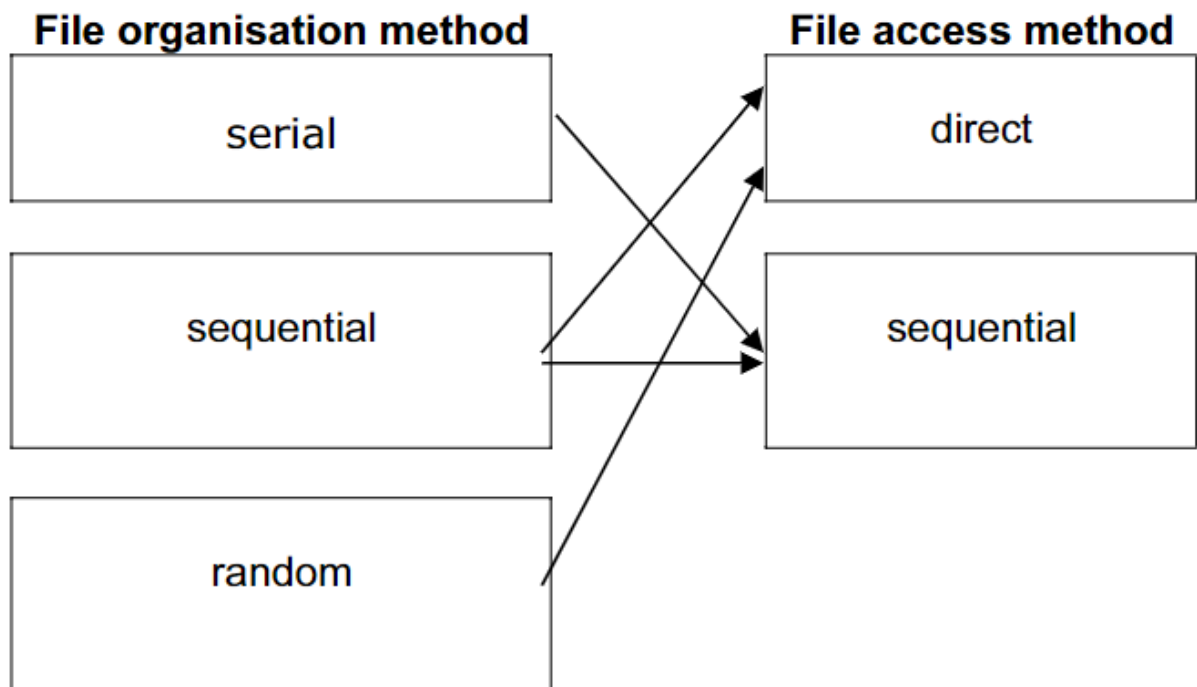 File organisation method File access method
serial direct
sequential sequential
random